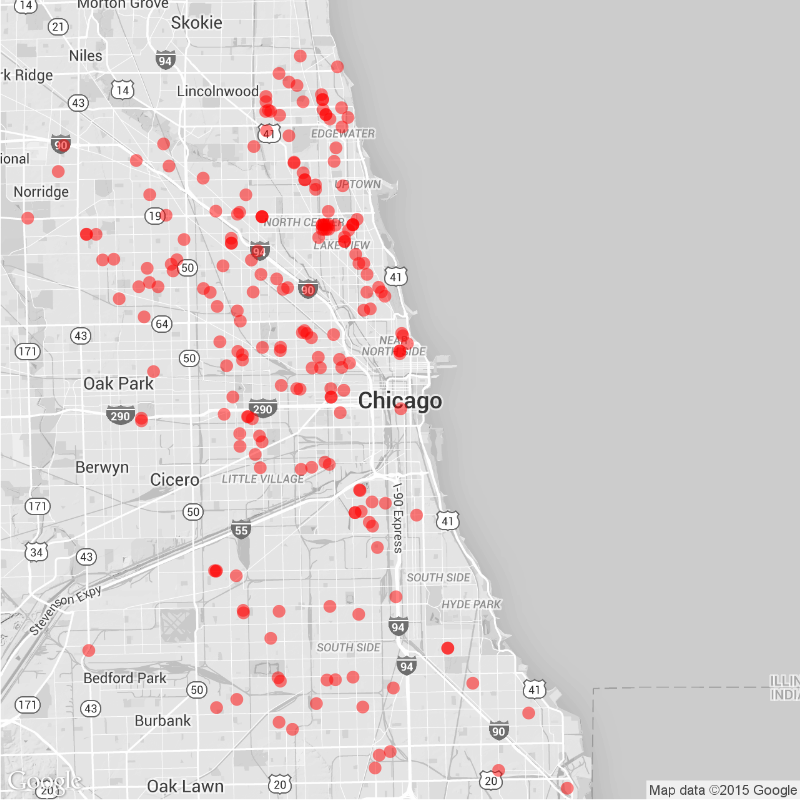 14
Morton Grove
21
Skokie
Niles
94
rk Ridge
14
Lincolnwood
43
41
EDGEWATER
90
ional
Norridge
UPTOWN
19
NORTH CENTER
LAKE VIEW
94
50
41
90
64
43
NEAR
NORTH SIDE
171
50
Oak Park
290
290
Chicago
Berwyn
Cicero
LITTLE VILLAGE
171
50
I-90 Express
41
55
34
43
SOUTH SIDE
Stevenson Expy
HYDE PARK
94
SOUTH SIDE
94
Bedford Park
ILLIN
INDIA
50
41
171
43
Burbank
90
Google
20
Oak Lawn
20
20
Map data ©2015 Google